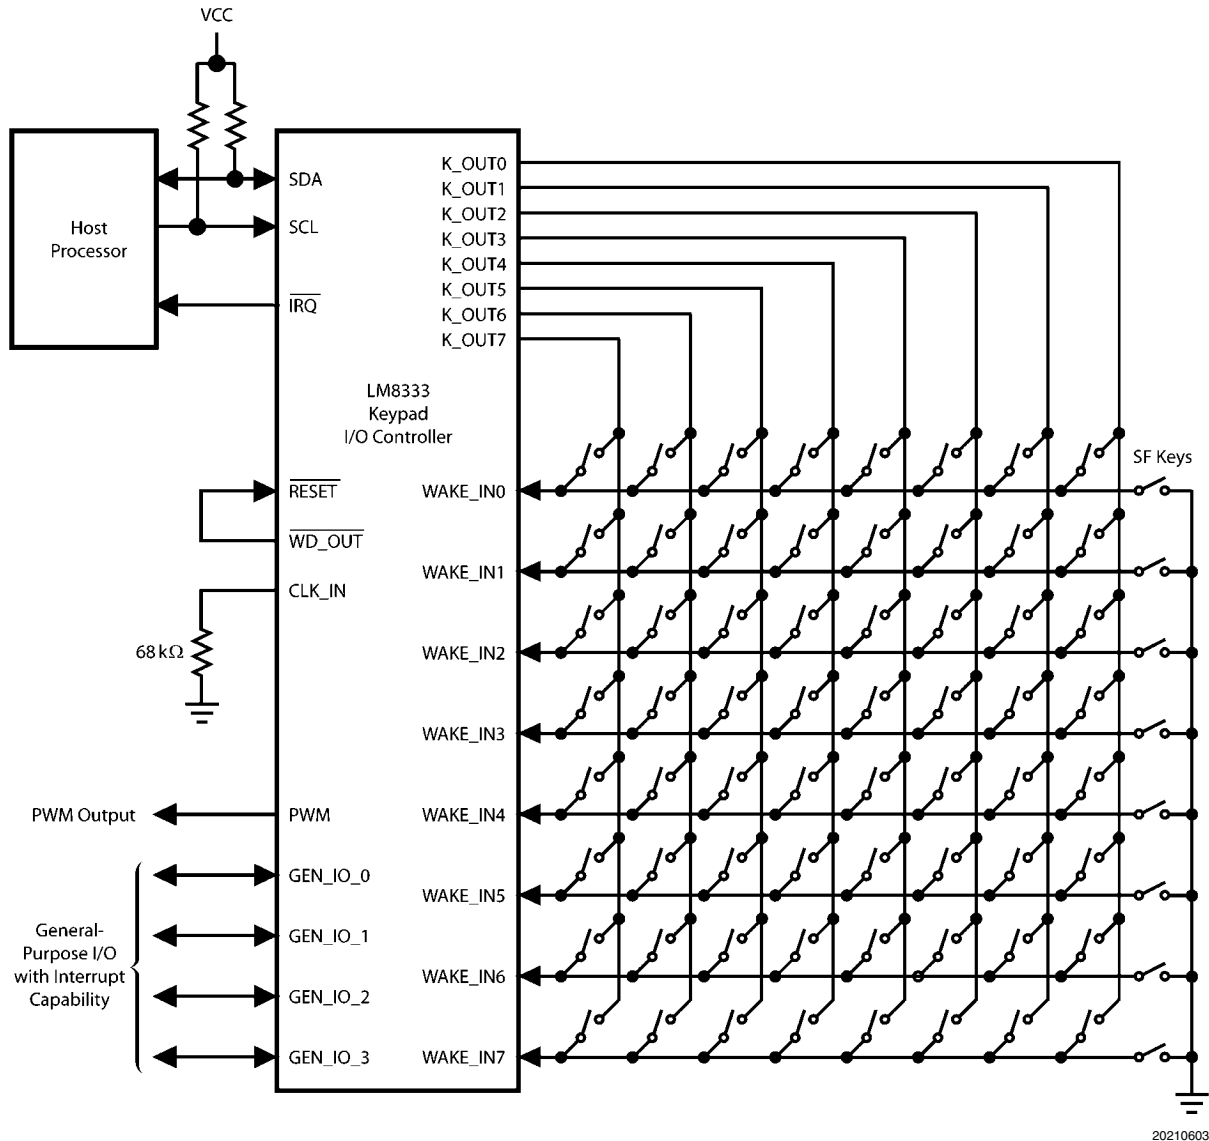 VCC
Host
Processor
SDA
SCL
IRQ
K_OUT0
K_OUT1
K_OUT2
K_OUT3
K_OUT4
K_OUT5
K_OUT6
K_OUT7
LM8333
Keypad
I/O Controller
SF Keys
RESET
WD_OUT
CLK_IN
68kΩ
WAKE_IN0
WAKE_IN1
WAKE_IN2
WAKE_IN3
WAKE_IN4
WAKE_IN5
WAKE_IN6
WAKE_IN7
PWM Output
PWM
General-
Purpose I/O
with Interrupt
Capability
GEN_IO_0
GEN_IO_1
GEN_IO_2
GEN_IO_3
20210603